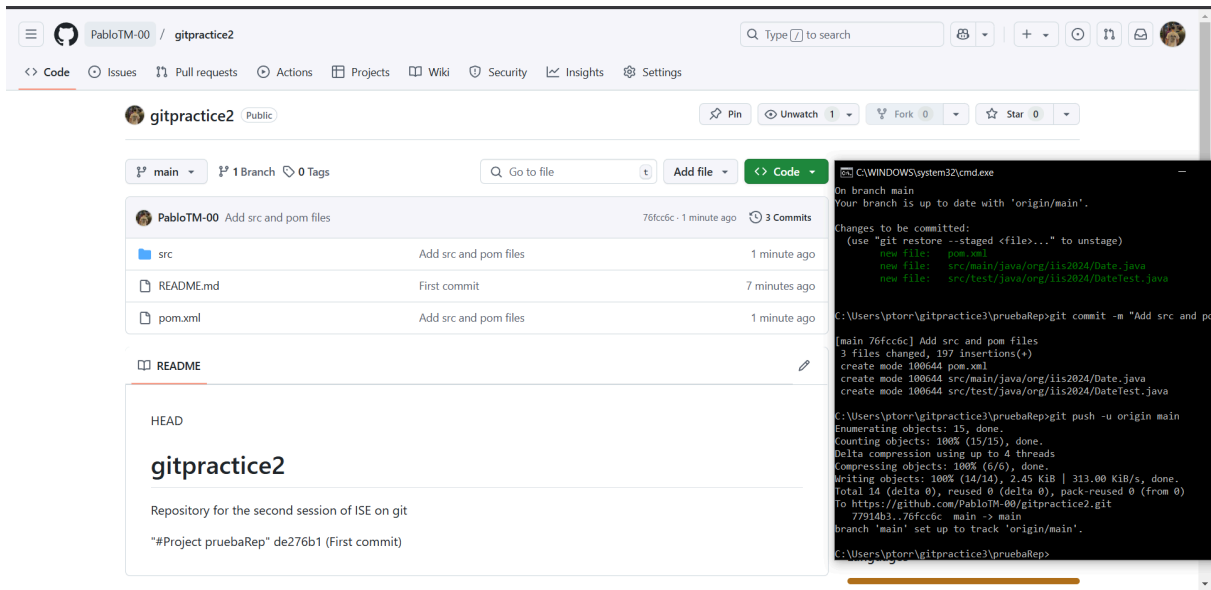 PabloTM-00 / gitpractice2
Type / to search
<> Code Issues Pull requests Actions Projects Wiki Security Insights Settings
gitpractice2 Public
Pin Unwatch 1 Fork 0 Star 0
main 1 Branch 0 Tags
Go to file t
Add file <> Code
PabloTM-00 Add src and pom files 76fcc6c · 1 minute ago 3 Commits
src Add src and pom files 1 minute ago
README.md First commit 7 minutes ago
pom.xml Add src and pom files 1 minute ago
README
HEAD
gitpractice2
Repository for the second session of ISE on git
"#Project pruebaRep" de276b1 (First commit)
C:\WINDOWS\system32\cmd.exe
On branch main
Your branch is up to date with 'origin/main'.
Changes to be committed:
(use "git restore --staged <file>..." to unstage)
new file: pom.xml
new file: src/main/java/org/iis2024/Date.java
new file: src/test/java/org/iis2024/DateTest.java
C:\Users\ptorr\gitpractice3\pruebaRep>git commit -m "Add src and po
[main 76fcc6c] Add src and pom files
3 files changed, 197 insertions(+)
create mode 100644 pom.xml
create mode 100644 src/main/java/org/iis2024/Date.java
create mode 100644 src/test/java/org/iis2024/DateTest.java
C:\Users\ptorr\gitpractice3\pruebaRep>git push -u origin main
Enumerating objects: 15, done.
Counting objects: 100% (15/15), done.
Delta compression using up to 4 threads
Compressing objects: 100% (6/6), done.
Writing objects: 100% (14/14), 2.45 KiB | 313.00 KiB/s, done.
Total 14 (delta 0), reused 0 (delta 0), pack-reused 0 (from 0)
To https://github.com/PabloTM-00/gitpractice2.git
77914b3..76fcc6c main -> main
branch 'main' set up to track 'origin/main'.
C:\Users\ptorr\gitpractice3\pruebaRep>